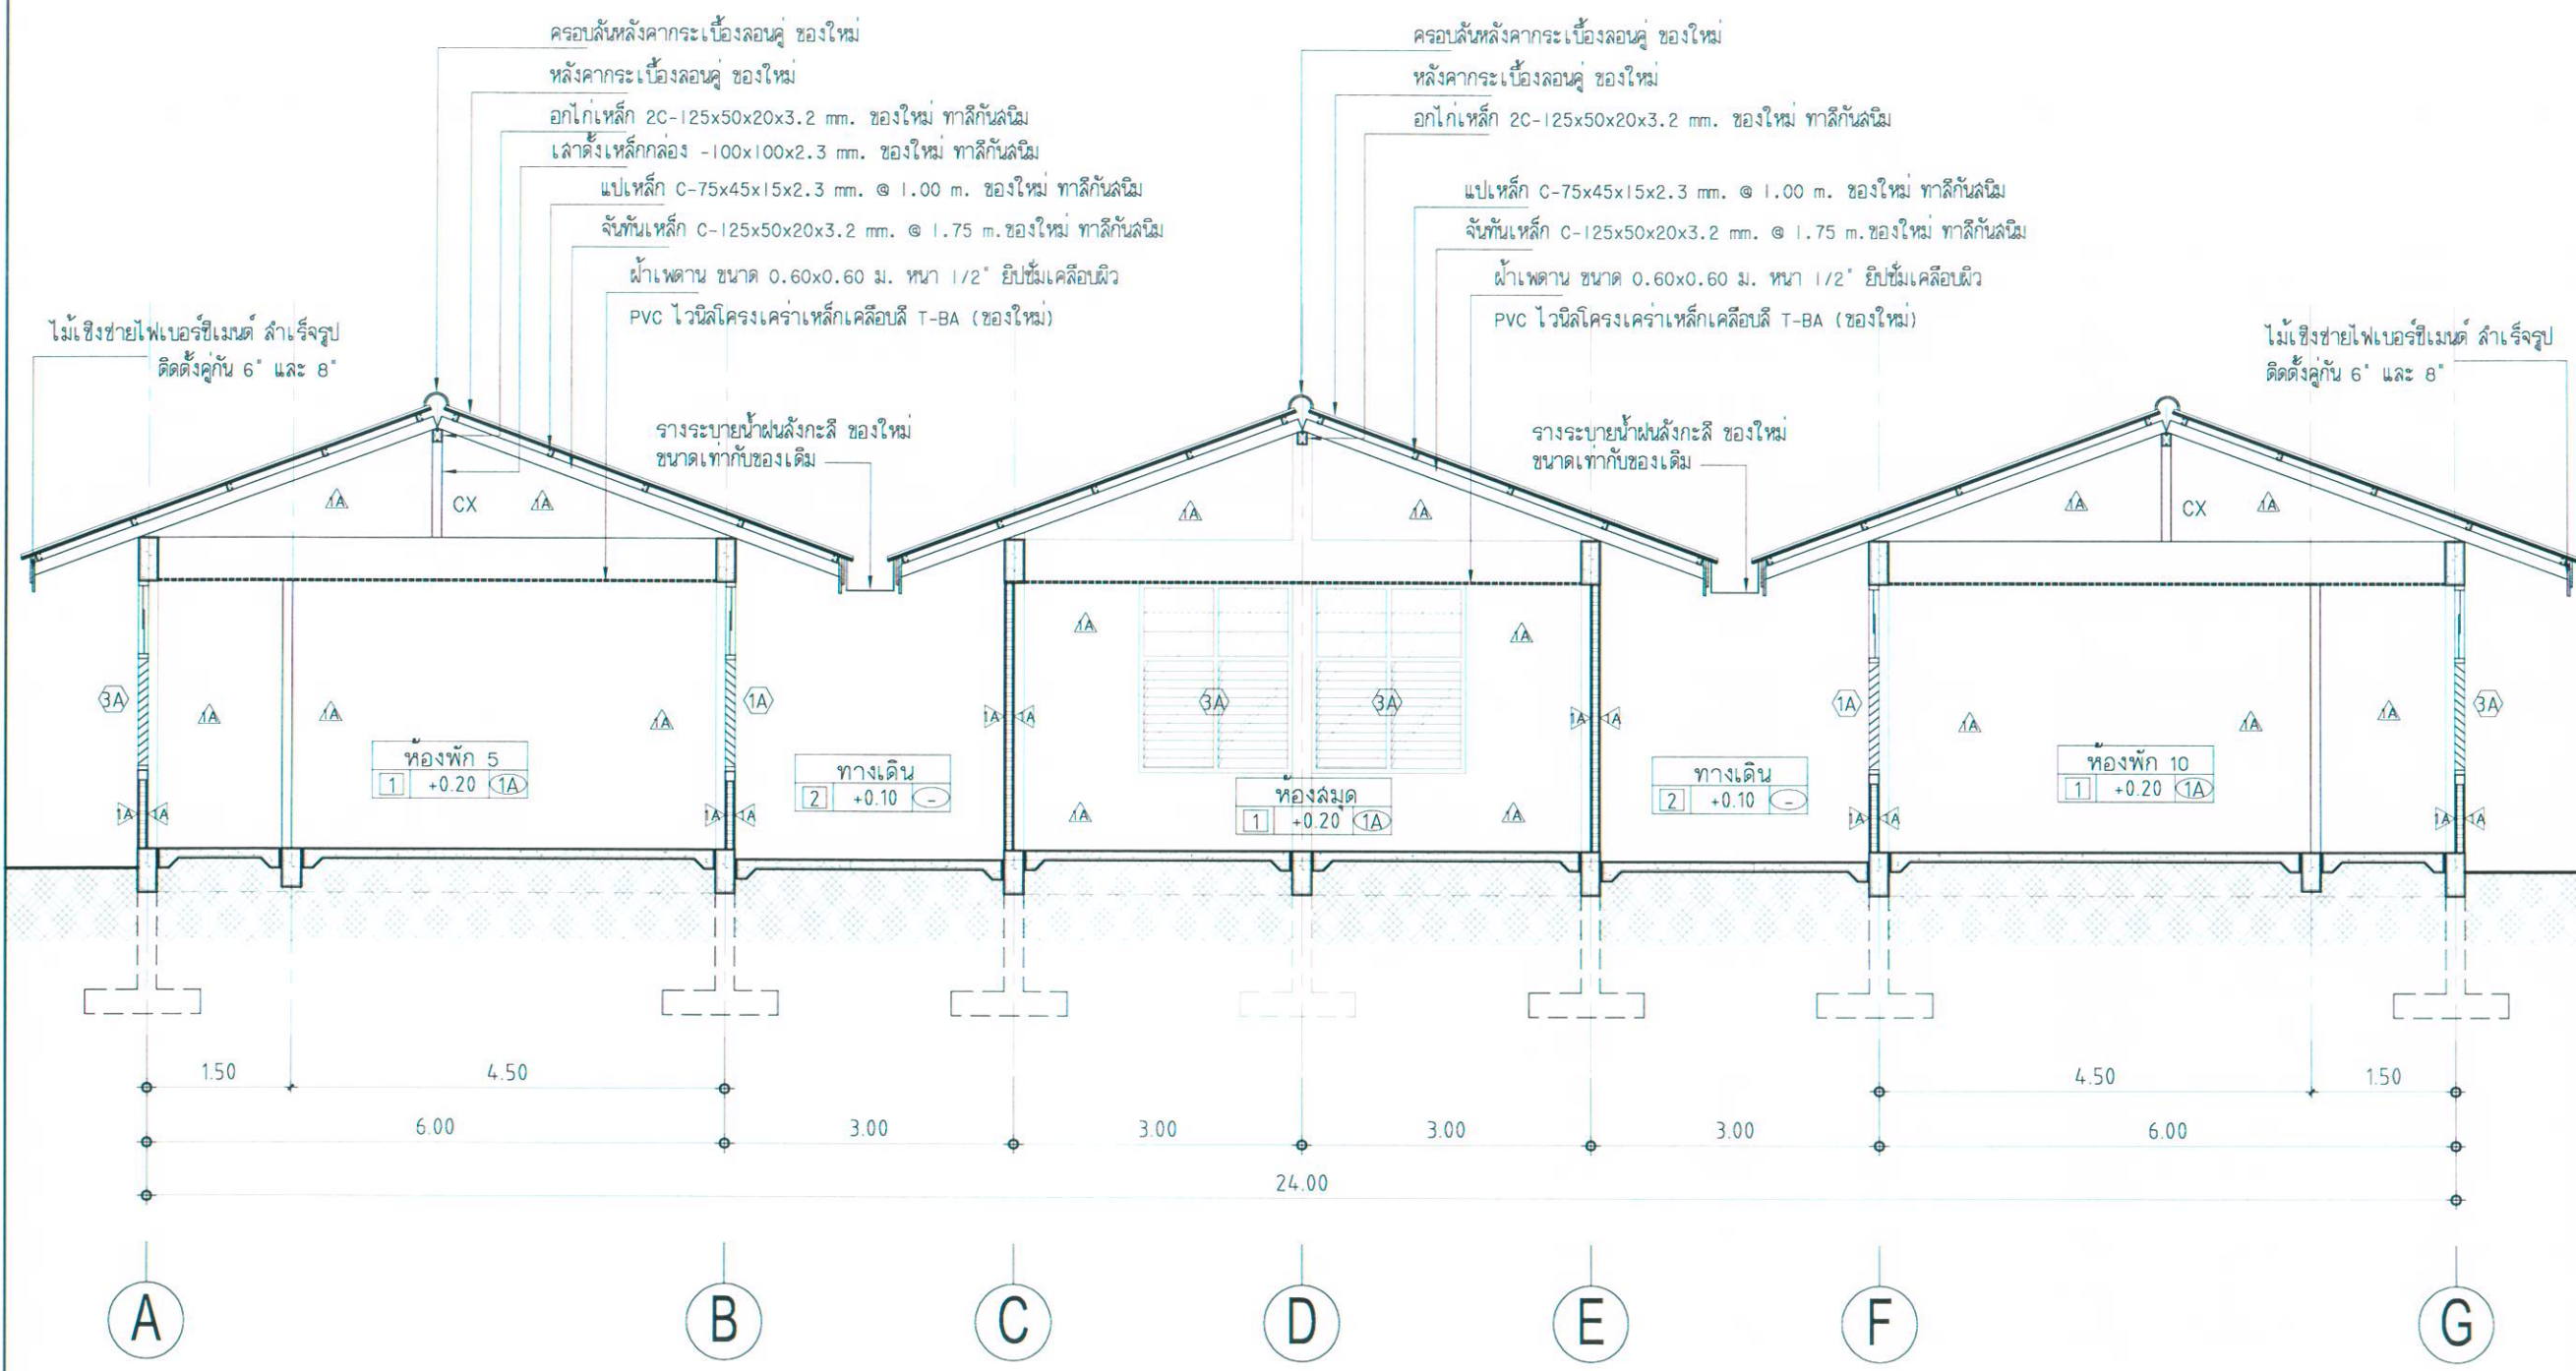 ครอบสันหลังคากระเบื้องลอนคู่ ของใหม่
หลังคากระเบื้องลอนคู่ ของใหม่
อกไก่เหล็ก 2C-125x50x20x3.2 mm. ของใหม่ ทาสีกันสนิม
เสาดั้งเหล็กกล่อง -100x100x2.3 mm. ของใหม่ ทาสีกันสนิม
แปเหล็ก C-75x45x15x2.3 mm. @ 1.00 m. ของใหม่ ทาสีกันสนิม
จันทันเหล็ก C-125x50x20x3.2 mm. @ 1.75 m.ของใหม่ ทาสีกันสนิม
ฝ้าเพดาน ขนาด 0.60x0.60 ม. หนา 1/2" ยิปซั่มเคลือบผิว
PVC ไวนิลโครงเคร่าเหล็กเคลือบสี T-BA (ของใหม่)
ครอบสันหลังคากระเบื้องลอนคู่ ของใหม่
หลังคากระเบื้องลอนคู่ ของใหม่
อกไก่เหล็ก 2C-125x50x20x3.2 mm. ของใหม่ ทาสีกันสนิม
แปเหล็ก C-75x45x15x2.3 mm. @ 1.00 m. ของใหม่ ทาสีกันสนิม
จันทันเหล็ก C-125x50x20x3.2 mm. @ 1.75 m.ของใหม่ ทาสีกันสนิม
ฝ้าเพดาน ขนาด 0.60x0.60 ม. หนา 1/2" ยิปซั่มเคลือบผิว
PVC ไวนิลโครงเคร่าเหล็กเคลือบสี T-BA (ของใหม่)
ไม้เชิงชายไฟเบอร์ซีเมนต์ สำเร็จรูป
ติดตั้งคู่กัน 6" และ 8"
ไม้เชิงชายไฟเบอร์ซีเมนต์ สำเร็จรูป
ติดตั้งคู่กัน 6" และ 8"
รางระบายน้ำฝนสังกะสี ของใหม่
ขนาดเท่ากับของเดิม
รางระบายน้ำฝนสังกะสี ของใหม่
ขนาดเท่ากับของเดิม
1A CX 1A 1A 1A 1A CX 1A
1A 1A
3A 1A 1A 1A 1A 1A 1A 3A 3A 1A 1A 1A 1A 1A 1A 3A
ห้องพัก 5
1 +0.20 1A
ทางเดิน
2 +0.10 -
ห้องสมุด
1 +0.20 1A
ทางเดิน
2 +0.10 -
ห้องพัก 10
1 +0.20 1A
1A 1A 1A 1A 1A 1A 1A 1A 1A 1A
1.50 4.50 4.50 1.50
6.00 3.00 3.00 3.00 3.00 6.00
24.00
A B C D E F G